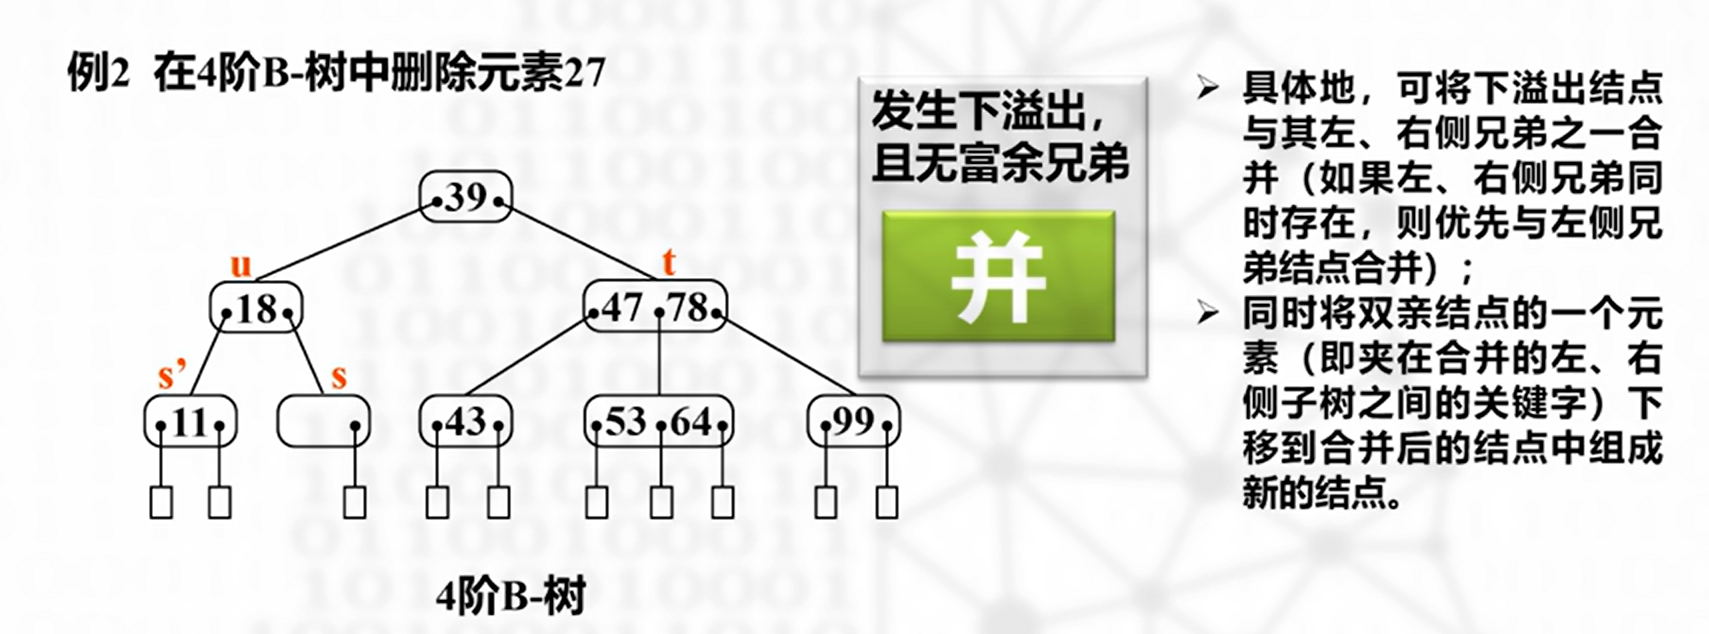 例2 在4阶B-树中删除元素27
39
u
t
18
47 78
s’
s
11
43
53 64
99
4阶B-树
发生下溢出，
且无富余兄弟
并
➢ 具体地，可将下溢出结点
与其左、右侧兄弟之一合
并（如果左、右侧兄弟同
时存在，则优先与左侧兄
弟结点合并）；
➢ 同时将双亲结点的一个元
素（即夹在合并的左、右
侧子树之间的关键字）下
移到合并后的结点中组成
新的结点。